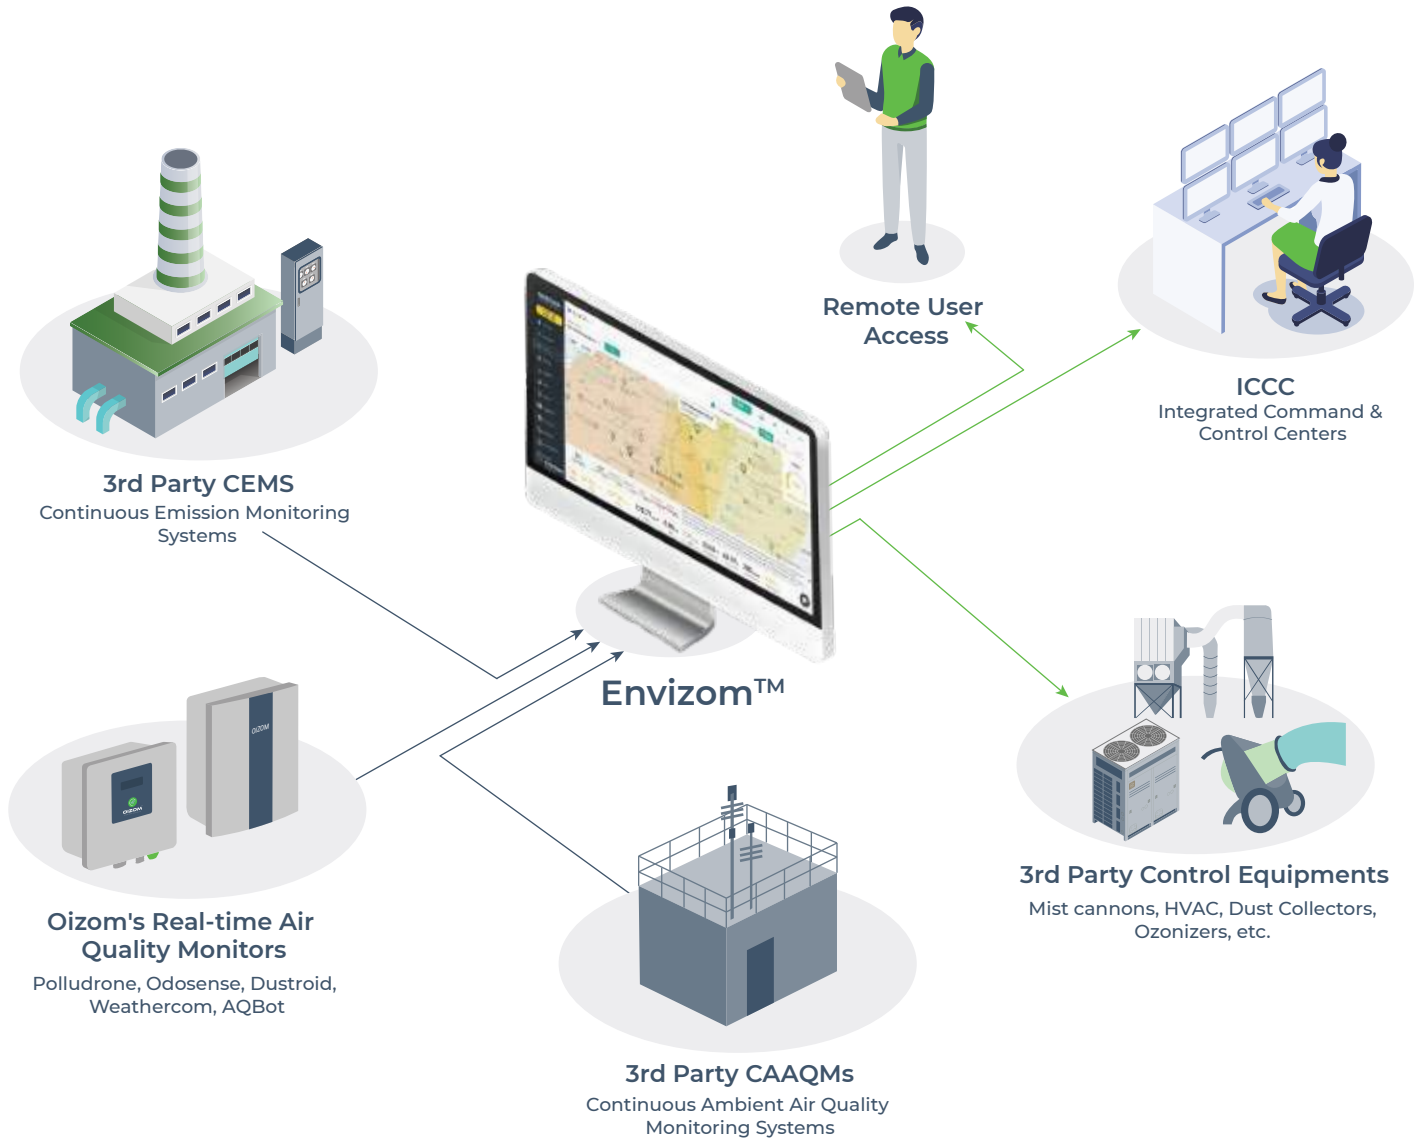 Remote User
Access
ICCC
Integrated Command &
Control Centers
3rd Party CEMS
Continuous Emission Monitoring
Systems
Envizom™
OIZOM
OIZOM
Oizom's Real-time Air
Quality Monitors
Polludrone, Odosense, Dustroid,
Weathercom, AQBot
3rd Party Control Equipments
Mist cannons, HVAC, Dust Collectors,
Ozonizers, etc.
3rd Party CAAQMs
Continuous Ambient Air Quality
Monitoring Systems